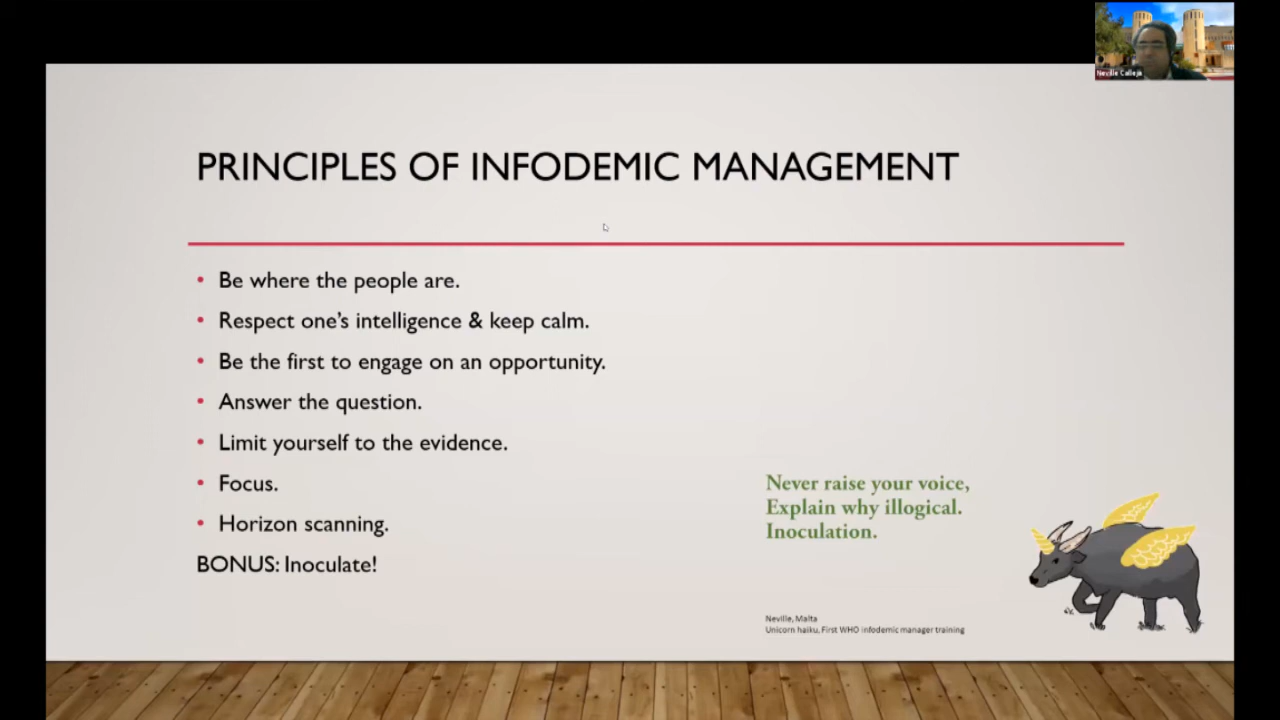 Neville Calleja
PRINCIPLES OF INFODEMIC MANAGEMENT
• Be where the people are.
• Respect one's intelligence & keep calm.
• Be the first to engage on an opportunity.
• Answer the question.
• Limit yourself to the evidence.
• Focus.
• Horizon scanning.
BONUS: Inoculate!
Never raise your voice,
Explain why illogical.
Inoculation.
Neville, Malta
Unicorn haiku, First WHO infodemic manager training